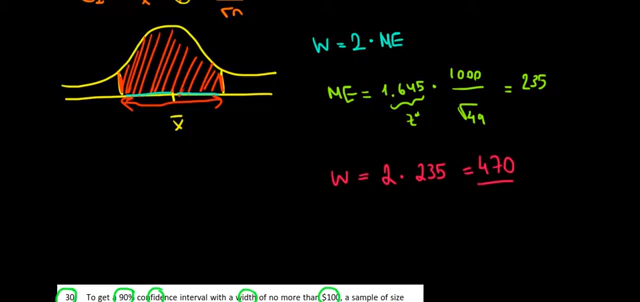 W = 2 · ME
ME = 1.645 · 1000 / √49 = 235
z*
x̄
W = 2 · 235 = 470
30 To get a 90% confidence interval with a width of no more than $100, a sample of size